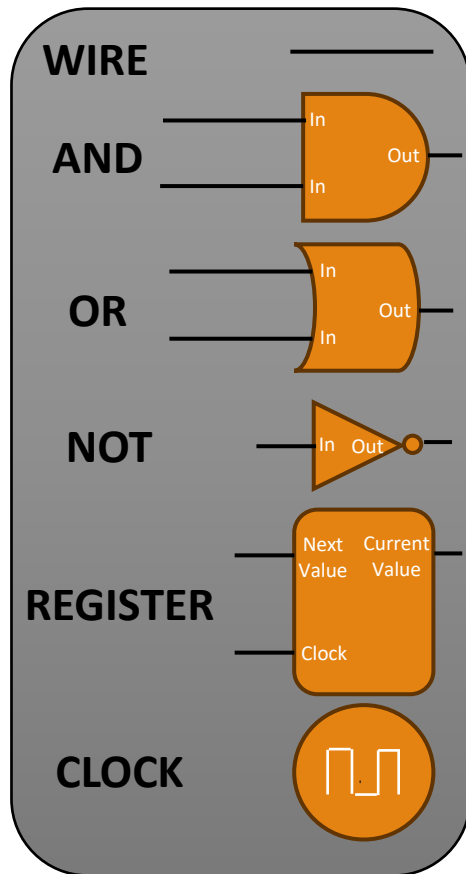 WIRE
AND
In
In
Out
OR
In
In
Out
NOT
In Out
REGISTER
Next Current
Value Value
Clock
CLOCK